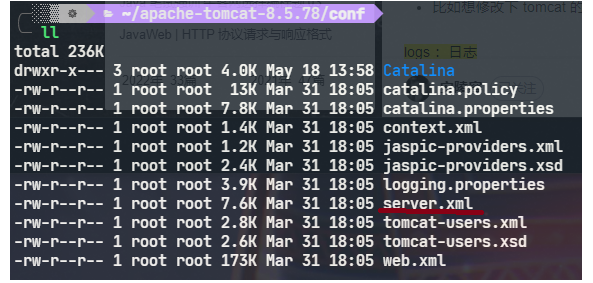 ~/apache-tomcat-8.5.78/conf
• 比如想修改下 tomcat 的
ll
JavaWeb | HTTP 协议请求与响应格式
logs ：日志
total 236K
drwxr-x--- 3 root root 4.0K May 18 13:58 Catalina
-rw-r--r-- 1 root root 13K Mar 31 18:05 catalina.policy
-rw-r--r-- 1 root root 7.8K Mar 31 18:05 catalina.properties
-rw-r--r-- 1 root root 1.4K Mar 31 18:05 context.xml
-rw-r--r-- 1 root root 1.2K Mar 31 18:05 jaspic-providers.xml
-rw-r--r-- 1 root root 2.4K Mar 31 18:05 jaspic-providers.xsd
-rw-r--r-- 1 root root 3.9K Mar 31 18:05 logging.properties
-rw-r--r-- 1 root root 7.6K Mar 31 18:05 server.xml
-rw-r--r-- 1 root root 2.8K Mar 31 18:05 tomcat-users.xml
-rw-r--r-- 1 root root 2.6K Mar 31 18:05 tomcat-users.xsd
-rw-r--r-- 1 root root 173K Mar 31 18:05 web.xml